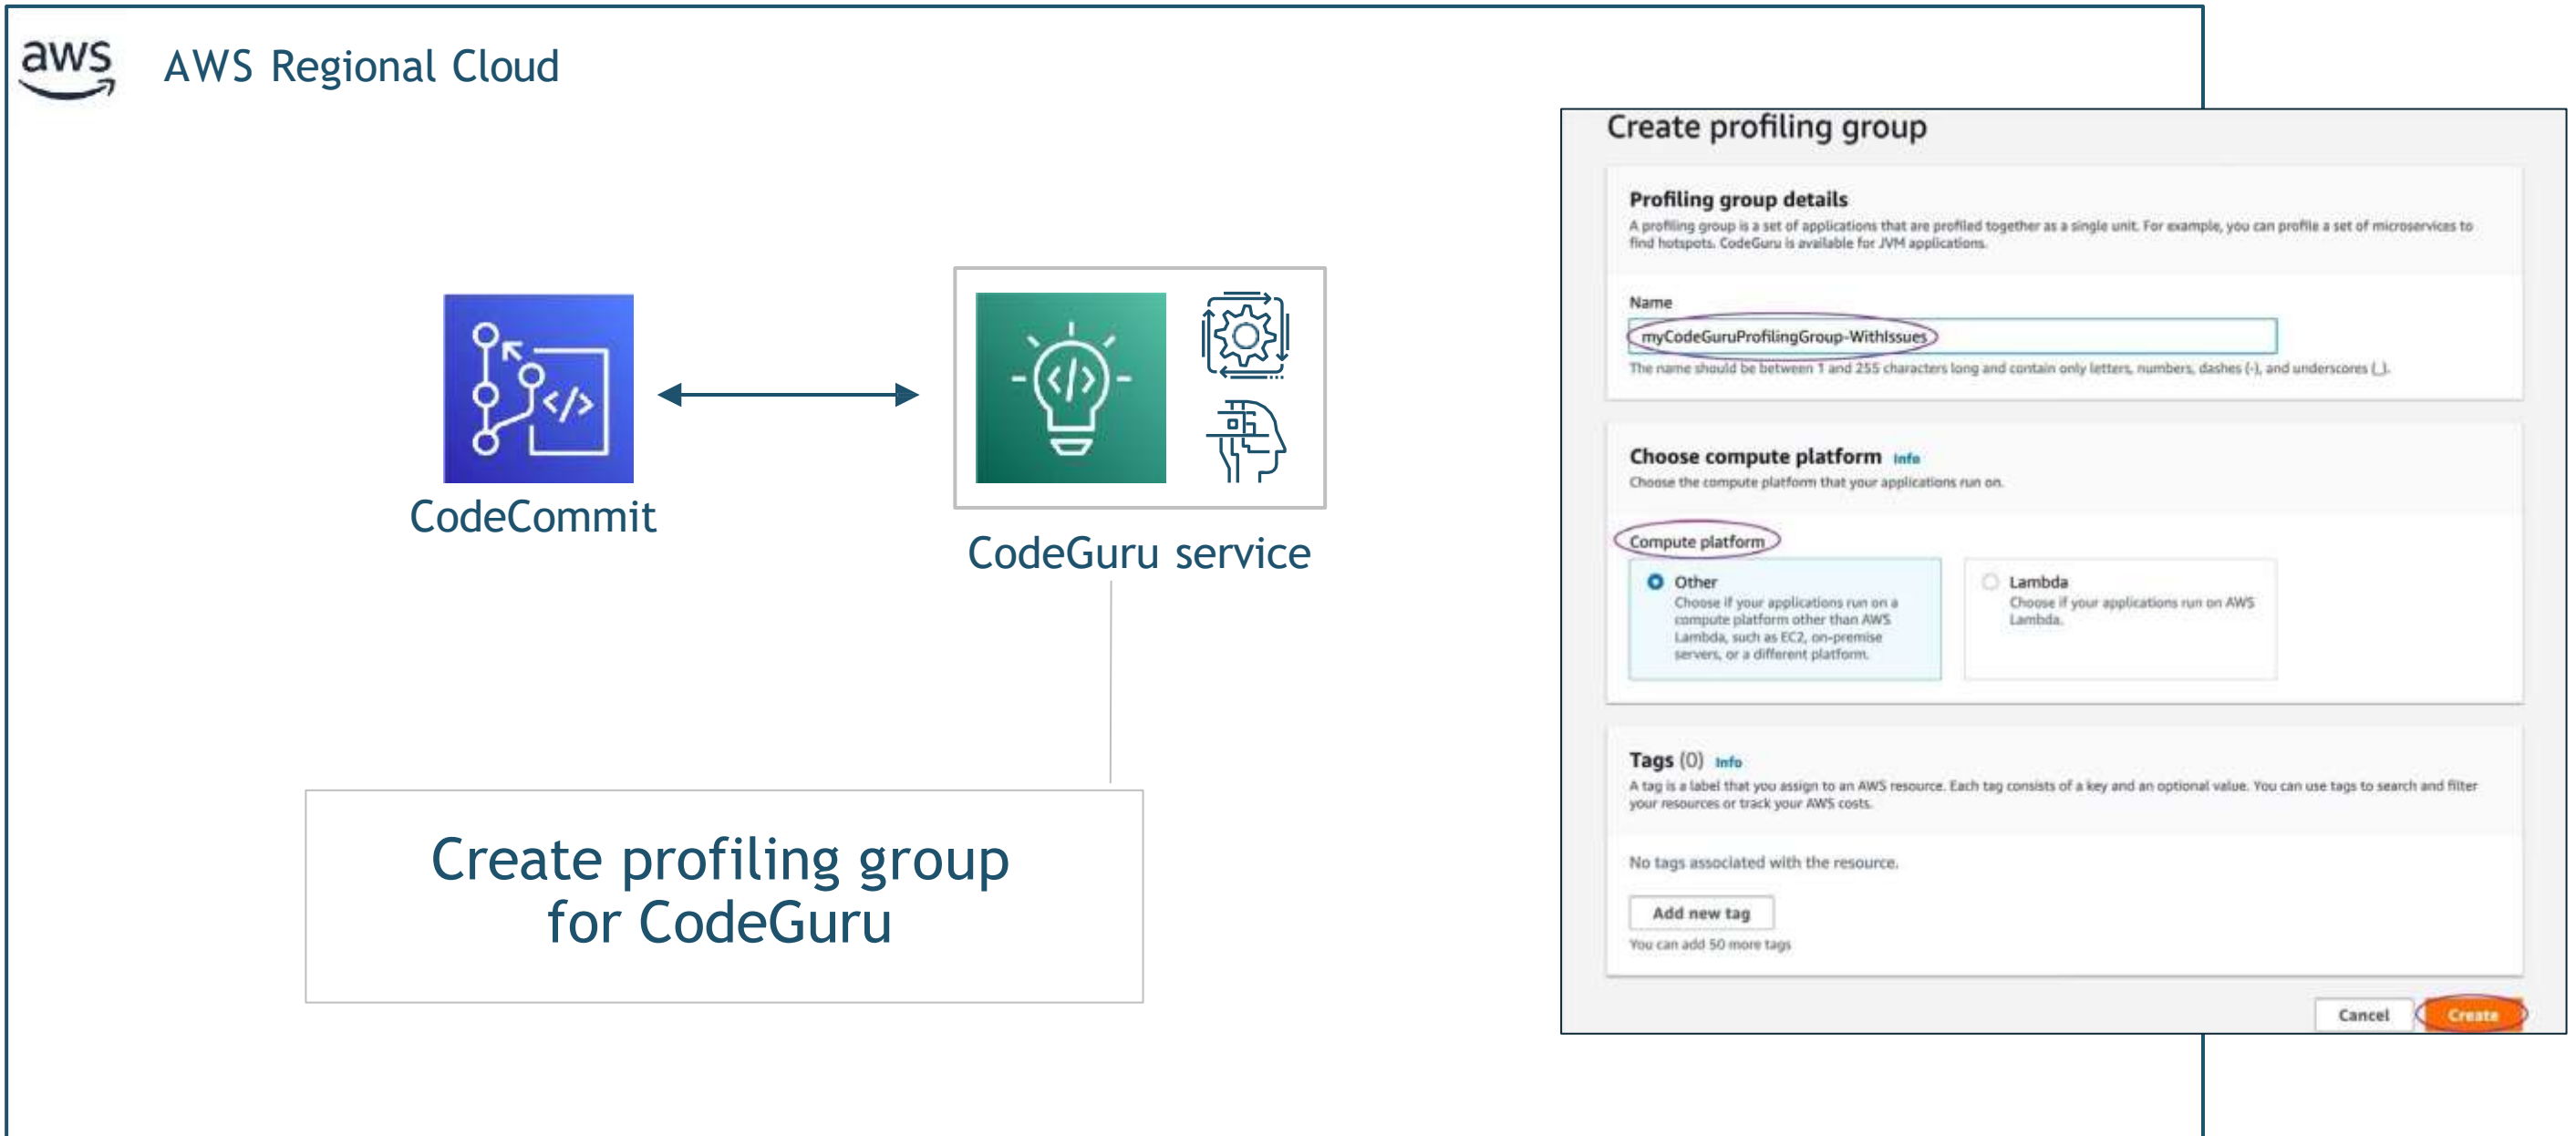 aws
AWS Regional Cloud
CodeCommit
CodeGuru service
Create profiling group
for CodeGuru
Create profiling group
Profiling group details
A profiling group is a set of applications that are profiled together as a single unit. For example, you can profile a set of microservices to
find hotspots. CodeGuru is available for JVM applications.
Name
myCodeGuruProfilingGroup-WithIssues
The name should be between 1 and 255 characters long and contain only letters, numbers, dashes (-), and underscores (_).
Choose compute platform Info
Choose the compute platform that your applications run on.
Compute platform
Other
Choose if your applications run on a
compute platform other than AWS
Lambda, such as EC2, on-premise
servers, or a different platform.
Lambda
Choose if your applications run on AWS
Lambda.
Tags (0) Info
A tag is a label that you assign to an AWS resource. Each tag consists of a key and an optional value. You can use tags to search and filter
your resources or track your AWS costs.
No tags associated with the resource.
Add new tag
You can add 50 more tags
Cancel
Create